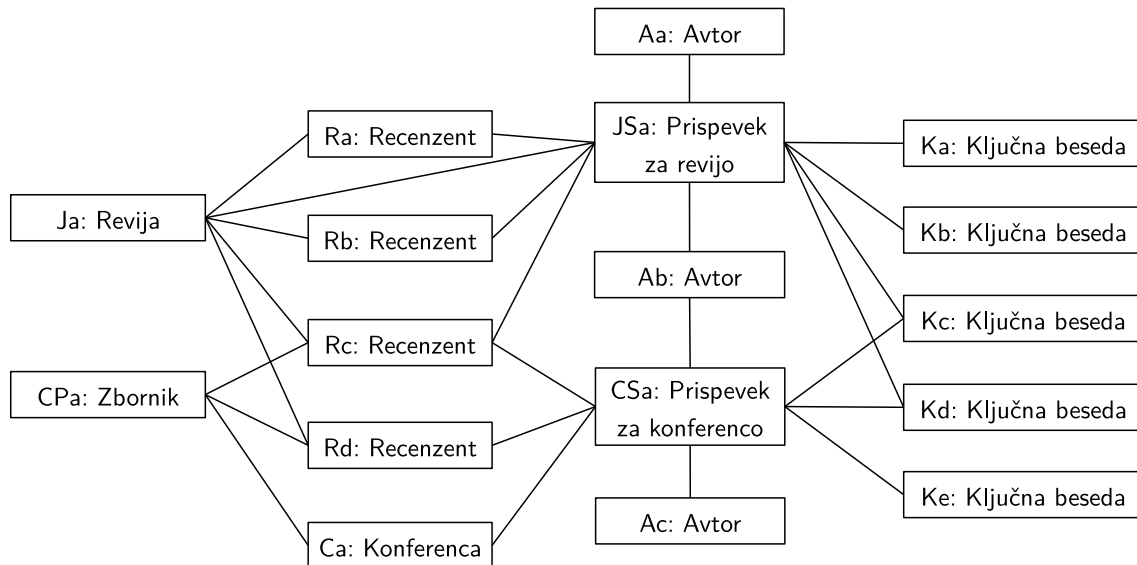 Aa: Avtor
JSa: Prispevek
za revijo
Ra: Recenzent
Ka: Ključna beseda
Ja: Revija
Rb: Recenzent
Kb: Ključna beseda
Ab: Avtor
Rc: Recenzent
Kc: Ključna beseda
CPa: Zbornik
CSa: Prispevek
za konferenco
Kd: Ključna beseda
Rd: Recenzent
Ke: Ključna beseda
Ac: Avtor
Ca: Konferenca